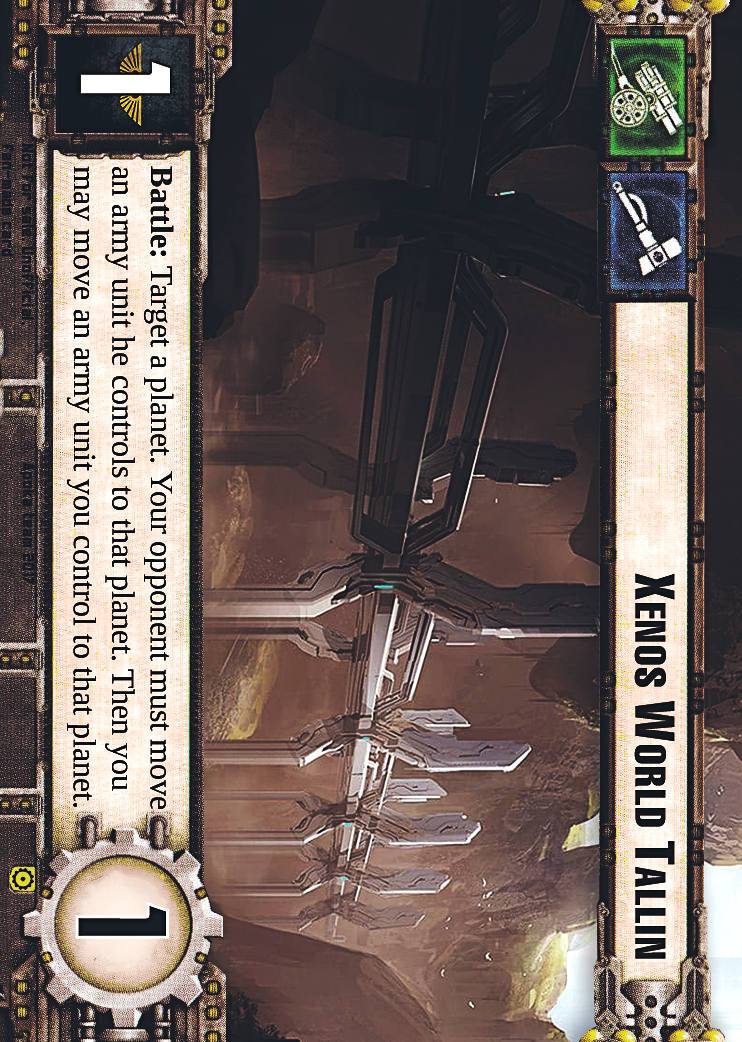 XENOS WORLD TALLIN
1
Battle: Target a planet. Your opponent must move
an army unit he controls to that planet. Then you
may move an army unit you control to that planet.
1